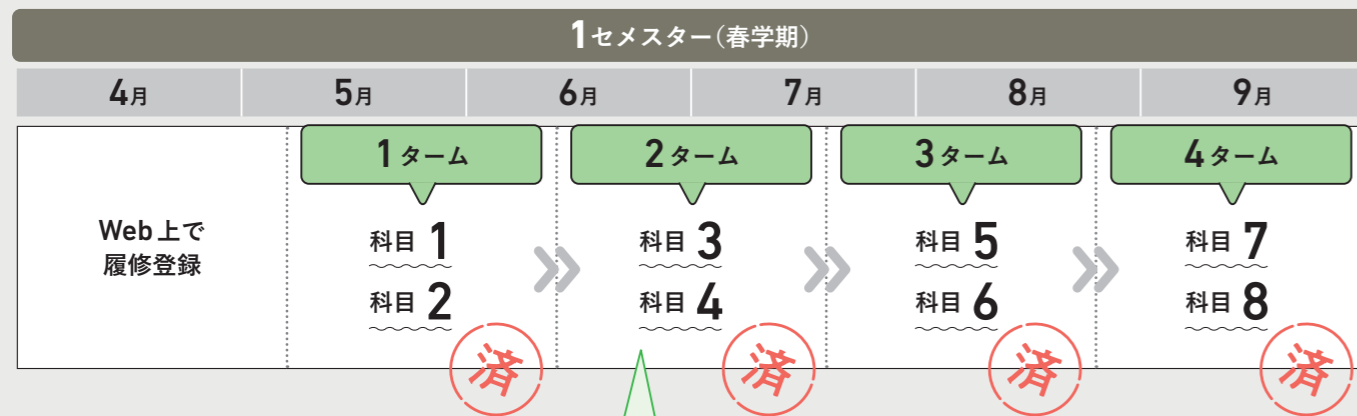 1セメスター(春学期)
4月 5月 6月 7月 8月 9月
1ターム 2ターム 3ターム 4ターム
Web上で
履修登録
科目1 科目3 科目5 科目7
科目2 科目4 科目6 科目8
済 済 済 済